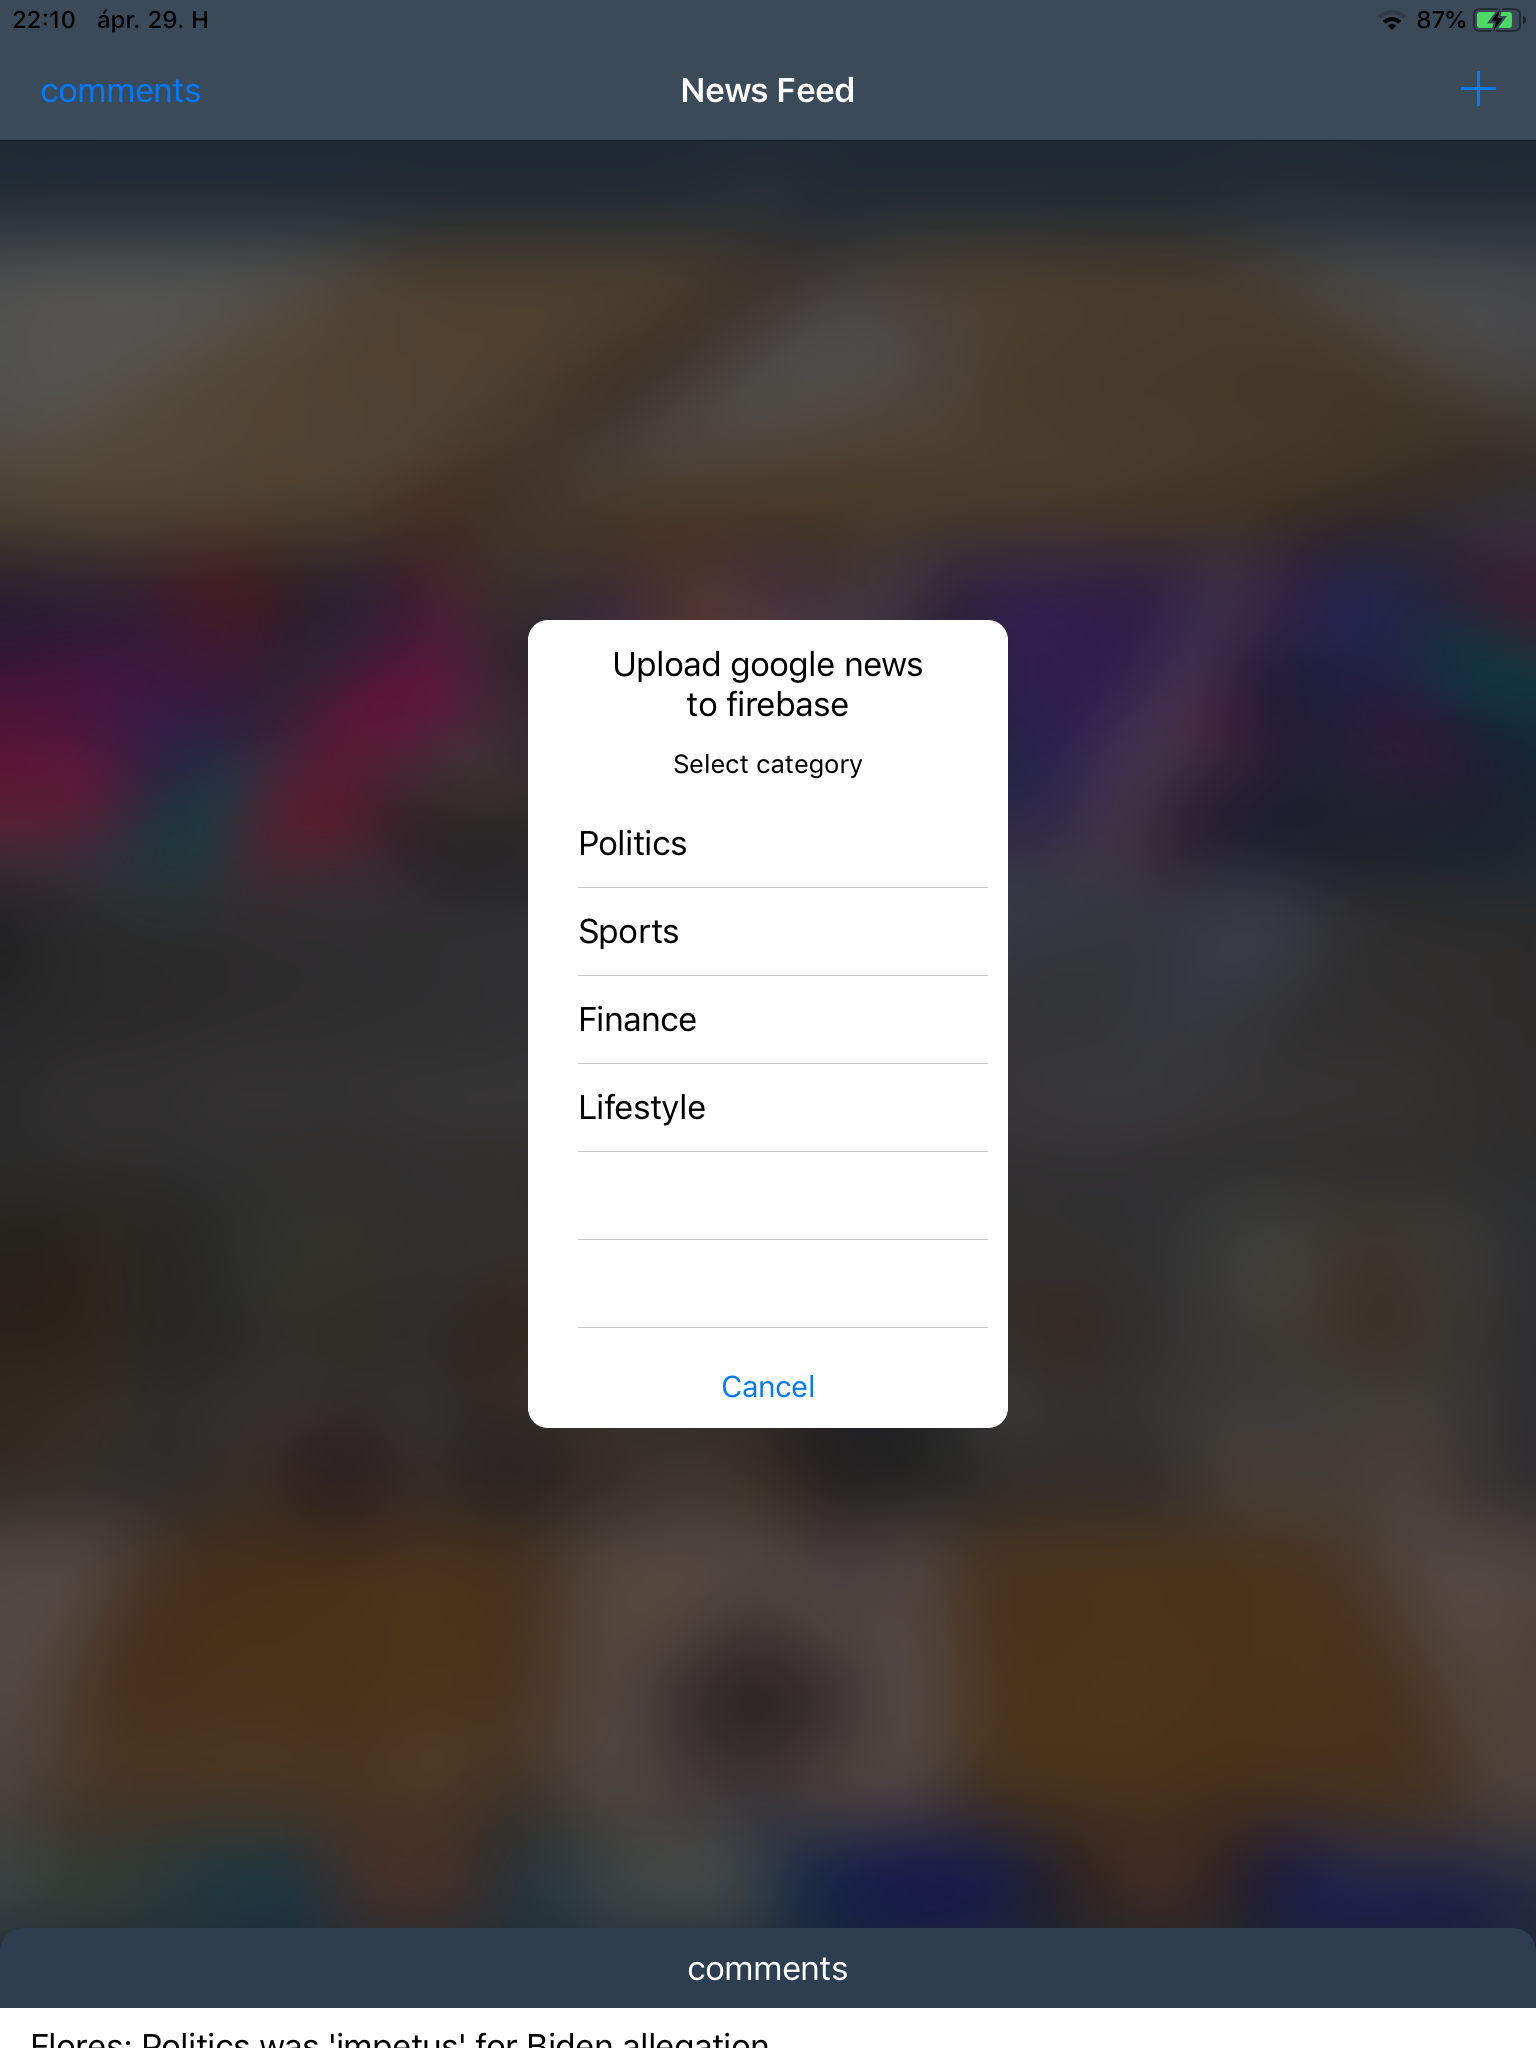 22:10 ápr. 29. H 87%
comments News Feed
Upload google news
to firebase
Select category
Politics
Sports
Finance
Lifestyle
Cancel
comments
Flores: Politics was 'impetus' for Biden allegation